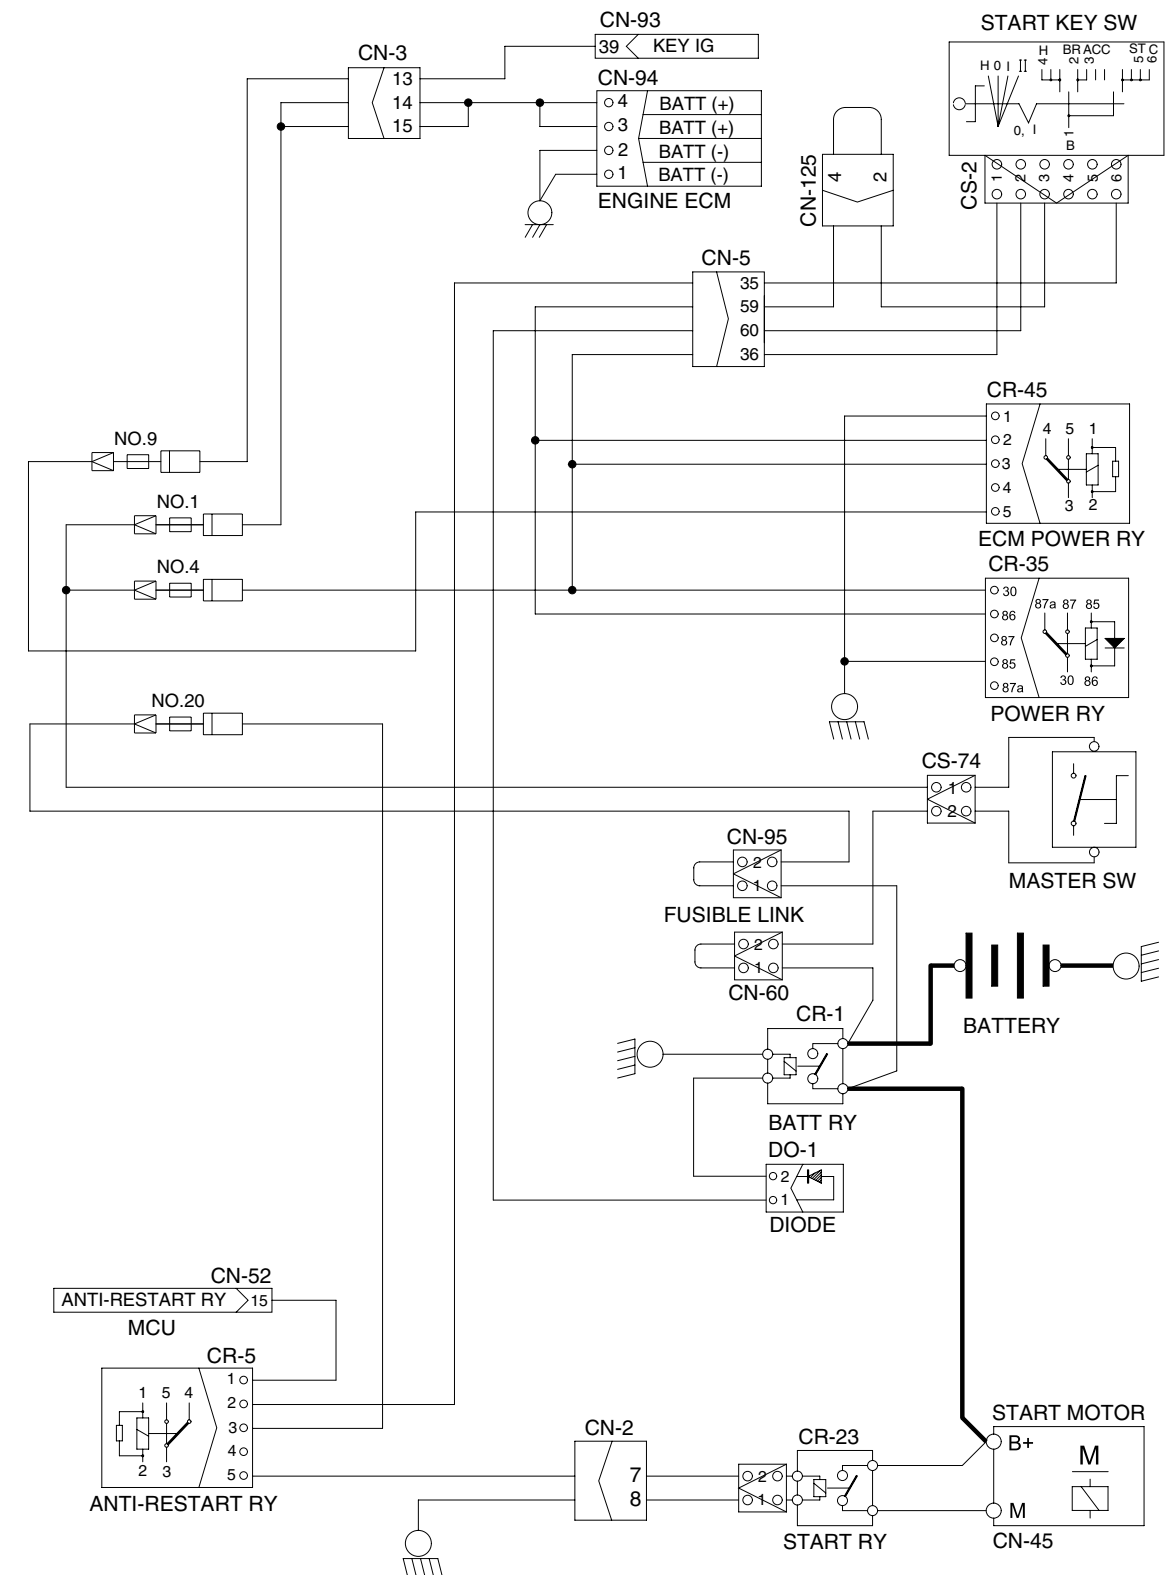 CN-93
39 KEY IG
CN-3
13
14
15
CN-94
4 BATT (+)
3 BATT (+)
2 BATT (-)
1 BATT (-)
ENGINE ECM
START KEY SW
H 0 I II
H BR ACC ST C
4 2 3 5 6
0, I
1
B
CS-2
1 2 3 4 5 6
CN-125
4 2
CN-5
35
59
60
36
CR-45
1
2
3
4
5
4 5 1
3 2
ECM POWER RY
NO.9
NO.1
NO.4
CR-35
30
86
87
85
87a
87a 87 85
30 86
POWER RY
NO.20
CS-74
1
2
MASTER SW
CN-95
2
1
FUSIBLE LINK
2
1
CN-60
BATTERY
CR-1
BATT RY
DO-1
2
1
DIODE
CN-52
ANTI-RESTART RY 15
MCU
CR-5
1
2
3
4
5
1 5 4
2 3
ANTI-RESTART RY
CN-2
7
8
CR-23
2
1
START RY
START MOTOR
B+
M
M
CN-45